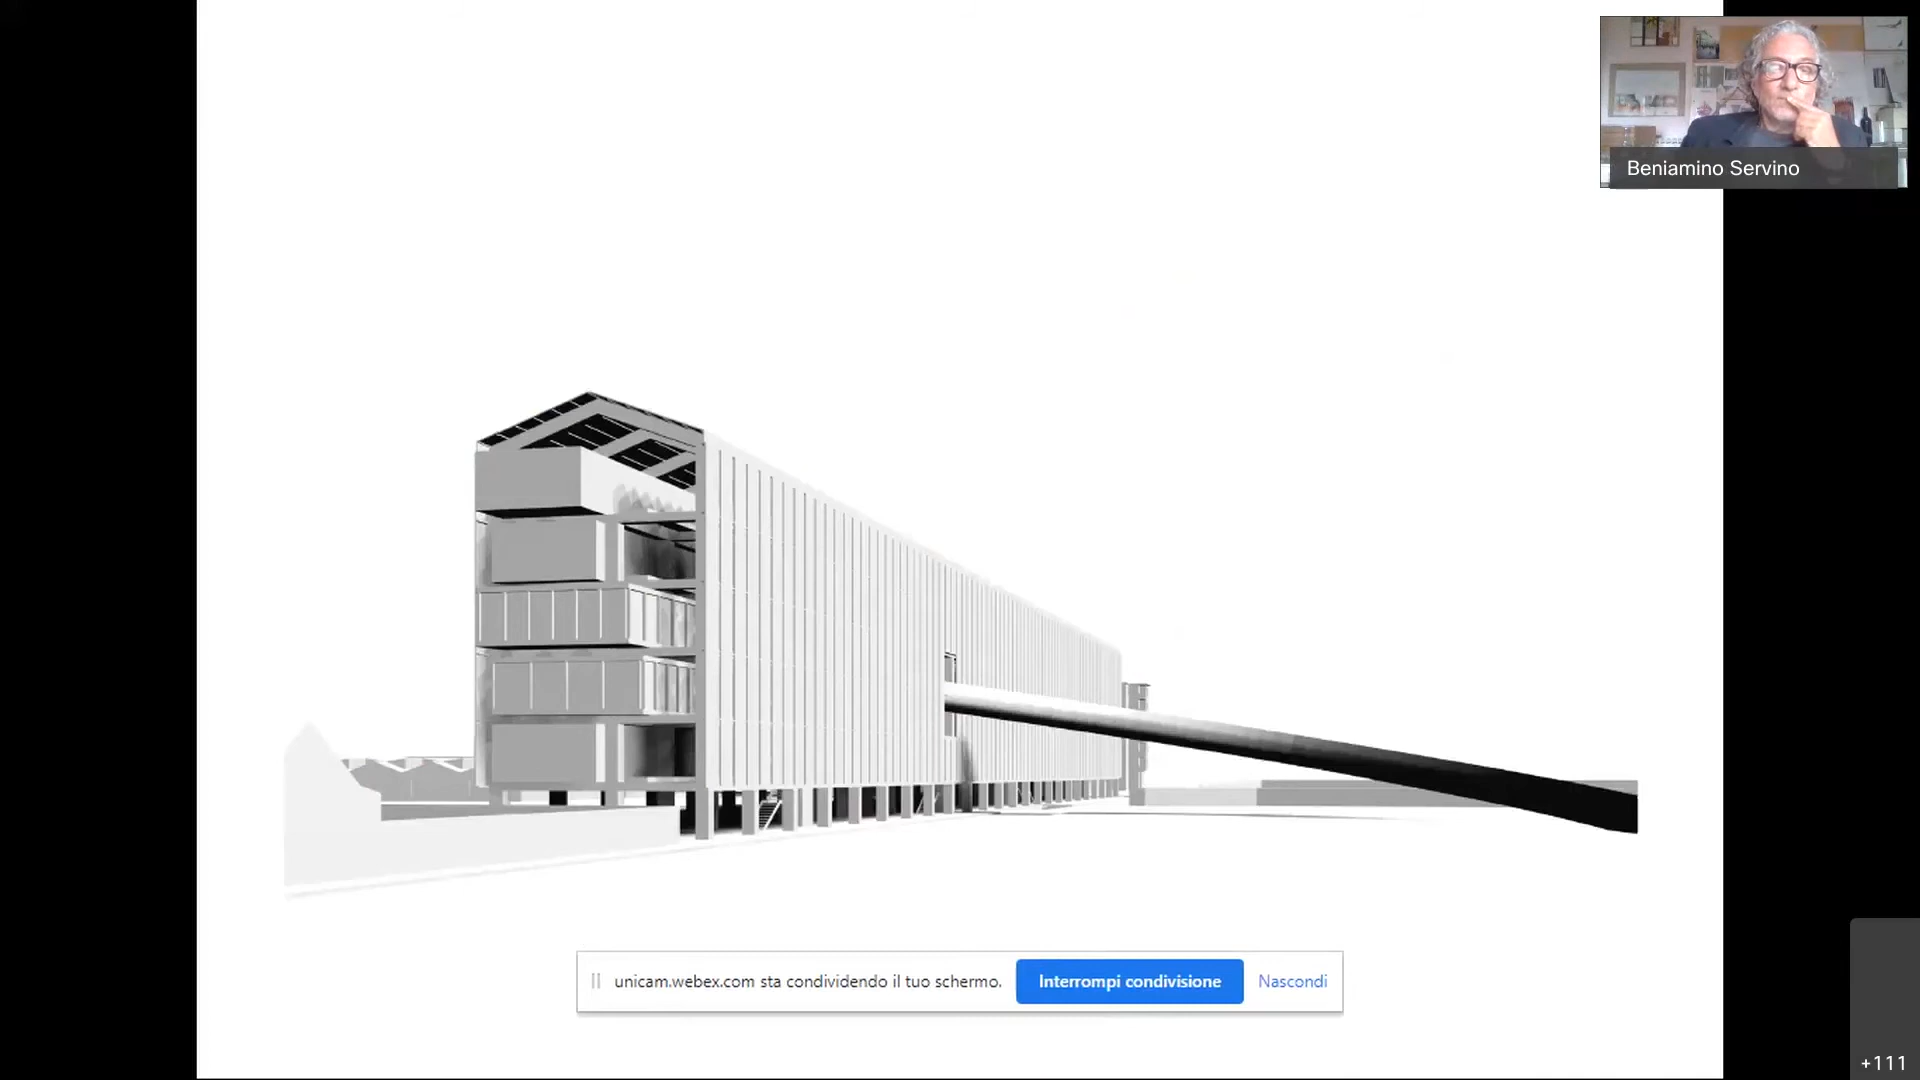 Beniamino Servino
unicam.webex.com sta condividendo il tuo schermo.
Interrompi condivisione
Nascondi
+111